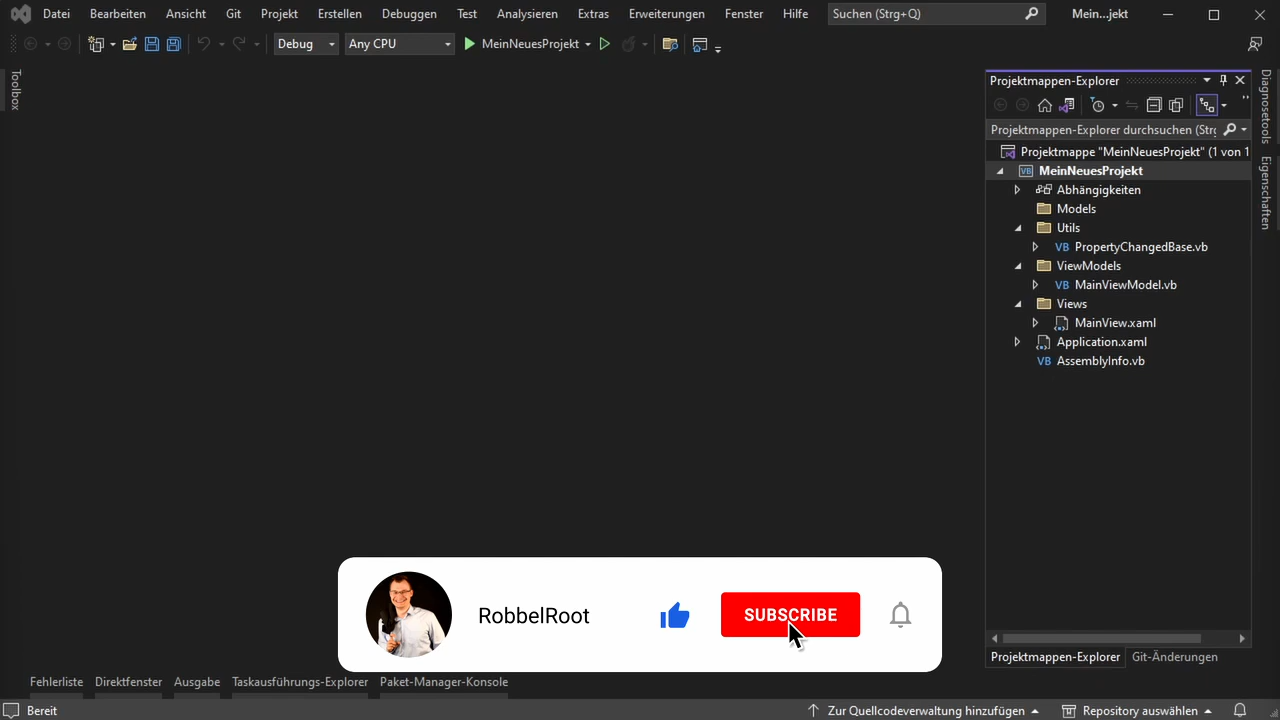 Datei Bearbeiten Ansicht Git Projekt Erstellen Debuggen Test Analysieren Extras Erweiterungen Fenster Hilfe Suchen (Strg+Q) Mein...jekt
Debug Any CPU MeinNeuesProjekt
Toolbox
Projektmappen-Explorer
Projektmappen-Explorer durchsuchen (Strg
Projektmappe "MeinNeuesProjekt" (1 von 1
MeinNeuesProjekt
Abhängigkeiten
Models
Utils
VB PropertyChangedBase.vb
ViewModels
VB MainViewModel.vb
Views
MainView.xaml
Application.xaml
VB AssemblyInfo.vb
Diagnosetools
Eigenschaften
RobbelRoot SUBSCRIBE
Projektmappen-Explorer Git-Änderungen
Fehlerliste Direktfenster Ausgabe Taskausführungs-Explorer Paket-Manager-Konsole
Bereit Zur Quellcodeverwaltung hinzufügen Repository auswählen